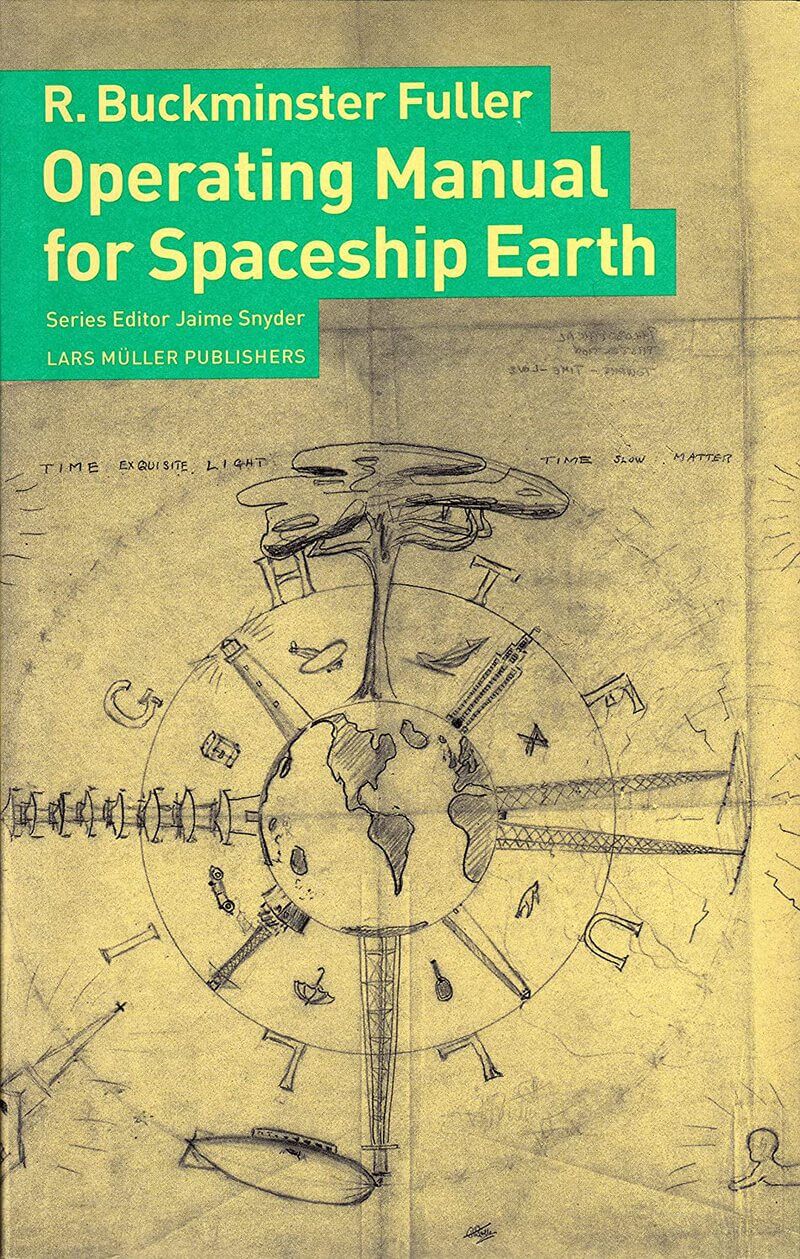 R. Buckminster Fuller
Operating Manual
for Spaceship Earth
Series Editor Jaime Snyder
LARS MÜLLER PUBLISHERS
TIME EXQUISITE LIGHT
TIME SLOW MATTER
LIGHTFUL